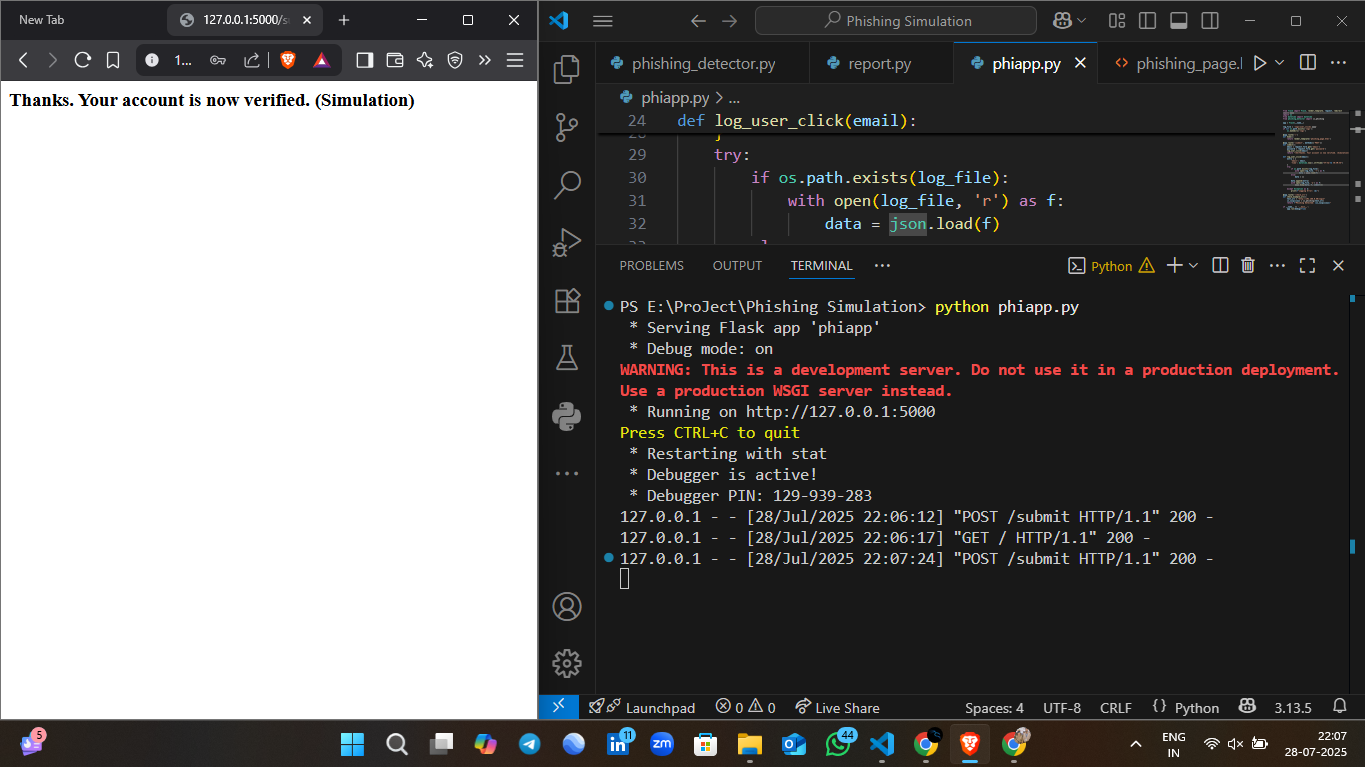 New Tab
127.0.0.1:5000/s
Phishing Simulation
1...
phishing_detector.py
report.py
phiapp.py
phishing_page.
phiapp.py > ...
Thanks. Your account is now verified. (Simulation)
24 def log_user_click(email):
29 try:
30 if os.path.exists(log_file):
31 with open(log_file, 'r') as f:
32 data = json.load(f)
PROBLEMS OUTPUT TERMINAL ...
Python
PS E:\ProJect\Phishing Simulation> python phiapp.py
* Serving Flask app 'phiapp'
* Debug mode: on
WARNING: This is a development server. Do not use it in a production deployment.
Use a production WSGI server instead.
* Running on http://127.0.0.1:5000
Press CTRL+C to quit
* Restarting with stat
* Debugger is active!
* Debugger PIN: 129-939-283
127.0.0.1 - - [28/Jul/2025 22:06:12] "POST /submit HTTP/1.1" 200 -
127.0.0.1 - - [28/Jul/2025 22:06:17] "GET / HTTP/1.1" 200 -
127.0.0.1 - - [28/Jul/2025 22:07:24] "POST /submit HTTP/1.1" 200 -
Launchpad 0 0 Live Share Spaces: 4 UTF-8 CRLF {} Python 3.13.5
5
11
zm
44
ENG
IN
22:07
28-07-2025